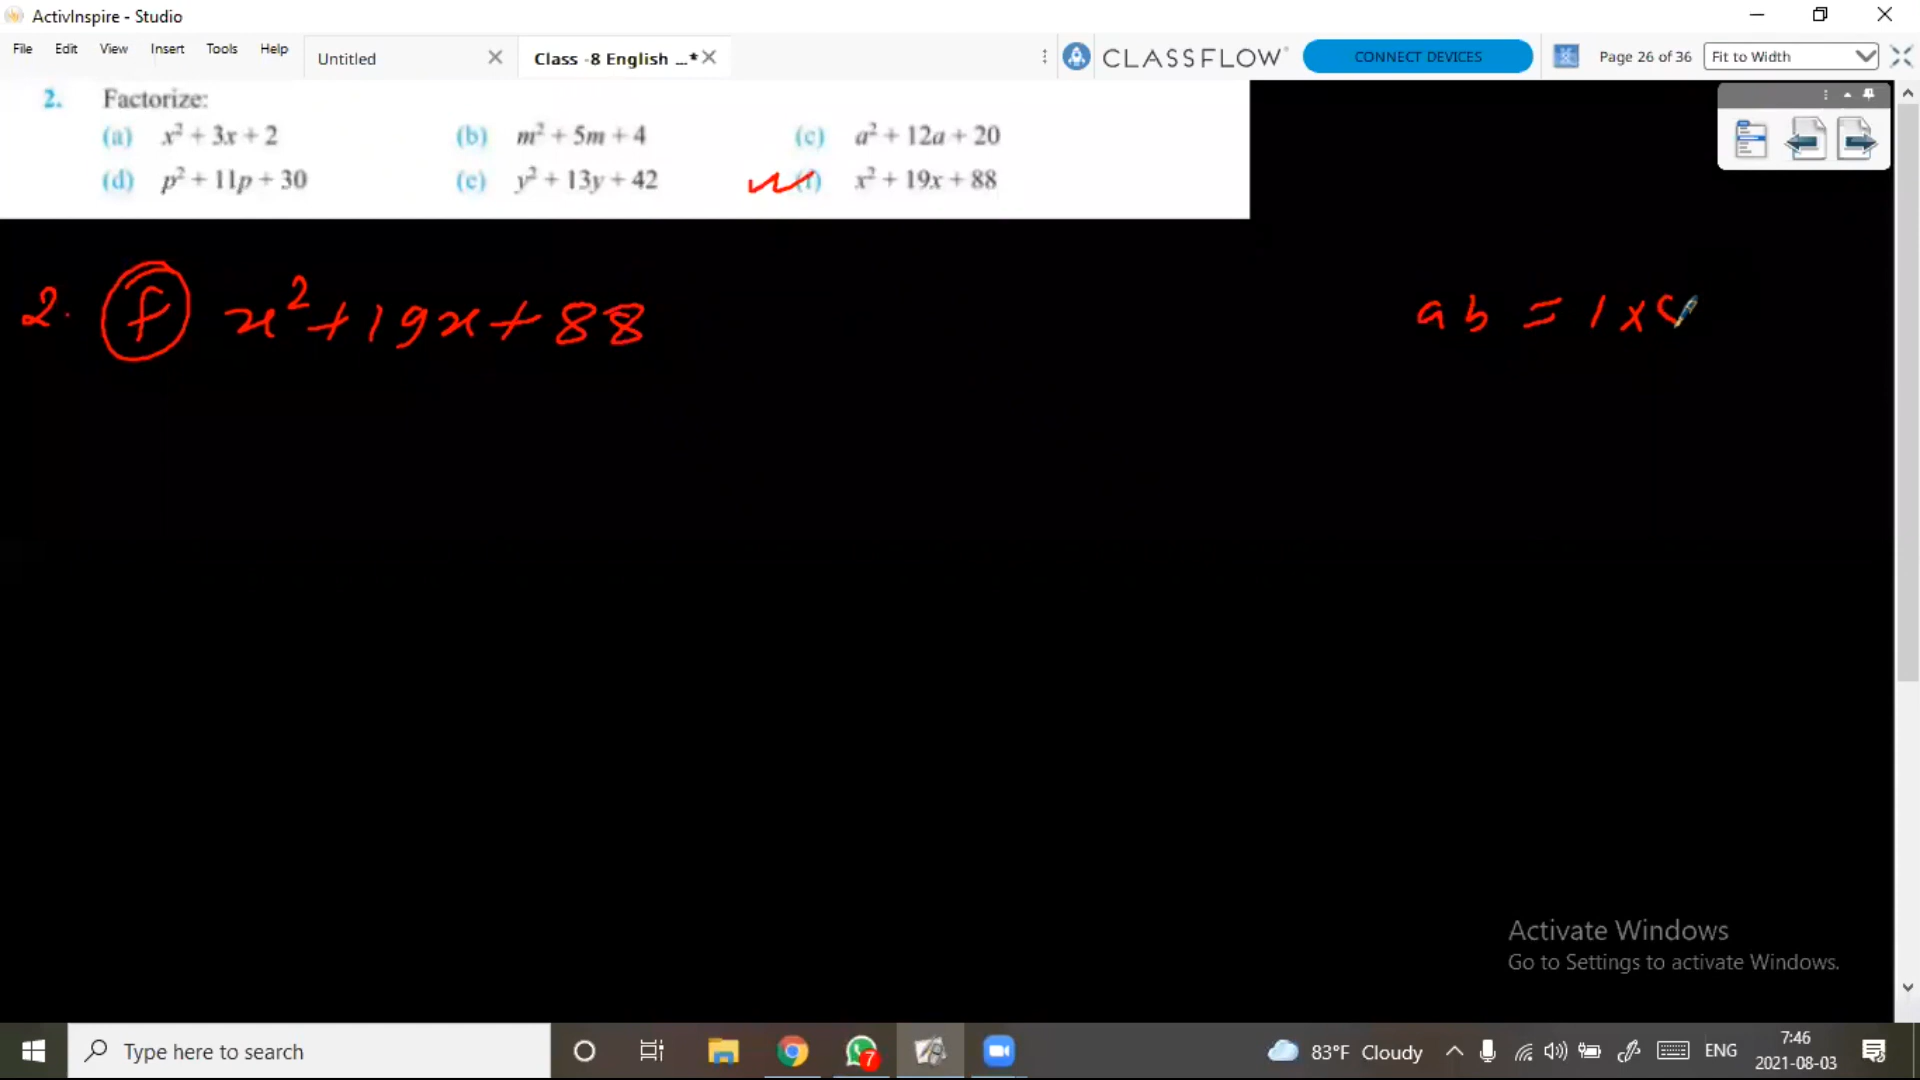 ActivInspire - Studio
File Edit View Insert Tools Help Untitled Class -8 English ...* CLASSFLOW CONNECT DEVICES Page 26 of 36 Fit to Width
2. Factorize:
(a) x² + 3x + 2 (b) m² + 5m + 4 (c) a² + 12a + 20
(d) p² + 11p + 30 (e) y² + 13y + 42 (f) x² + 19x + 88
2. f x² + 19x + 88 ab = 1 x
Activate Windows
Go to Settings to activate Windows.
Type here to search 7 83°F Cloudy ENG 7:46
2021-08-03